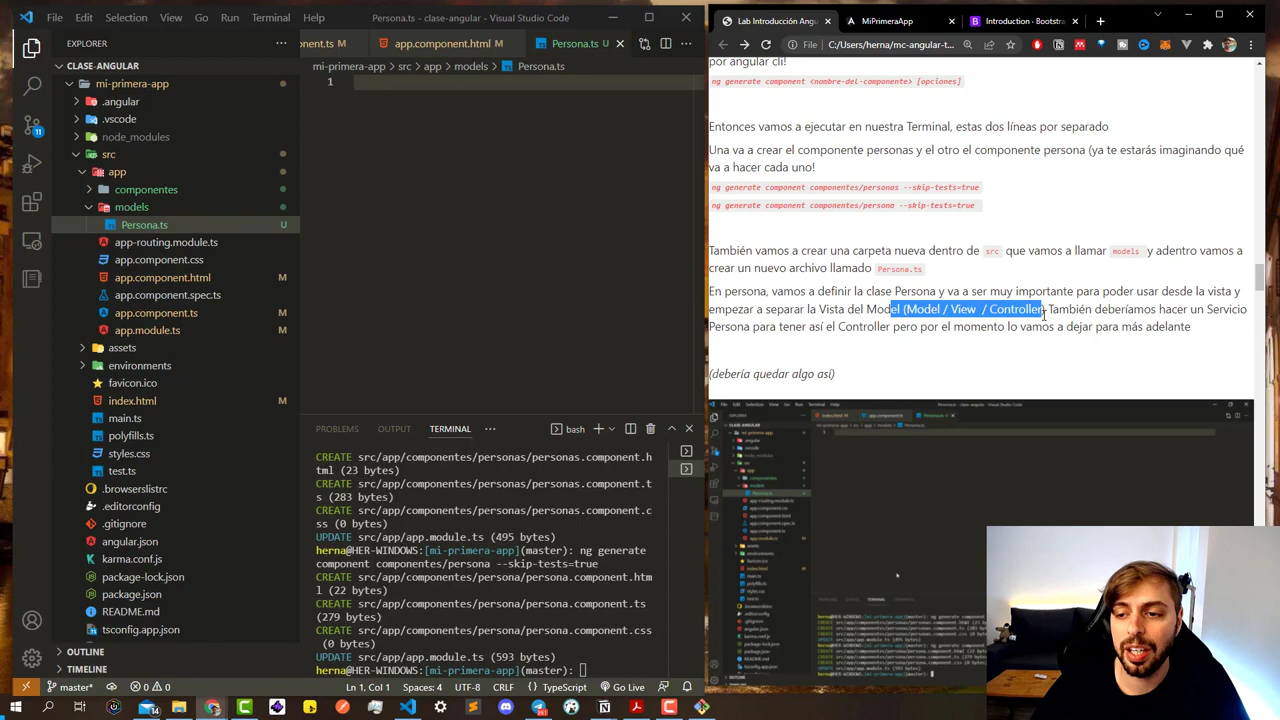 File Edit Selection View Go Run Terminal Help
Persona.ts - clase-angular - Visual Studio Code
EXPLORER
CLASE-ANGULAR
mi-primera-app
.angular
.vscode
node_modules
src
app
componentes
models
Persona.ts U
app-routing.module.ts
app.component.css
app.component.html M
app.component.spec.ts
app.component.ts M
app.module.ts M
assets
environments
favicon.ico
index.html M
main.ts
polyfills.ts
styles.css
test.ts
.browserslistrc
.editorconfig
.gitignore
angular.json
karma.conf.js
package-lock.json
package.json
README.md
tsconfig.app.json
OUTLINE
TIMELINE
11
app.component.html M
Persona.ts U
mi-primera-app > src > app > models > Persona.ts
1
PROBLEMS OUTPUT TERMINAL
bash
CREATE src/app/componentes/personas/personas.component.h
tml (23 bytes)
CREATE src/app/componentes/personas/personas.component.t
s (283 bytes)
CREATE src/app/componentes/personas/personas.component.c
ss (0 bytes)
UPDATE src/app/app.module.ts (495 bytes)
herna@HER-WINDOWS:[mi-primera-app](master): ng generate
component componentes/persona --skip-tests=true
CREATE src/app/componentes/persona/persona.component.htm
l (22 bytes)
CREATE src/app/componentes/persona/persona.component.ts
(279 bytes)
CREATE src/app/componentes/persona/persona.component.css
(0 bytes)
UPDATE src/app/app.module.ts (593 bytes)
herna@HER-WINDOWS:[mi-primera-app](master):
master* 0 0 Ln 1, Col 1 Spaces: 4 UTF-8 CRLF TypeScript Go Live
Lab Introducción Ang
MiPrimeraApp
Introduction · Bootstra
Archivo C:/Users/herna/mc-angular-t
por angular cli!
ng generate component <nombre-del-componente> [opciones]
Entonces vamos a ejecutar en nuestra Terminal, estas dos líneas por separado
Una va a crear el componente personas y el otro el componente persona (ya te estarás imaginando qué
va a hacer cada uno!
ng generate component componentes/personas --skip-tests=true
ng generate component componentes/persona --skip-tests=true
También vamos a crear una carpeta nueva dentro de src que vamos a llamar models y adentro vamos a
crear un nuevo archivo llamado Persona.ts
En persona, vamos a definir la clase Persona y va a ser muy importante para poder usar desde la vista y
empezar a separar la Vista del Model (Model / View / Controller) También deberíamos hacer un Servicio
Persona para tener así el Controller pero por el momento lo vamos a dejar para más adelante
(debería quedar algo así)